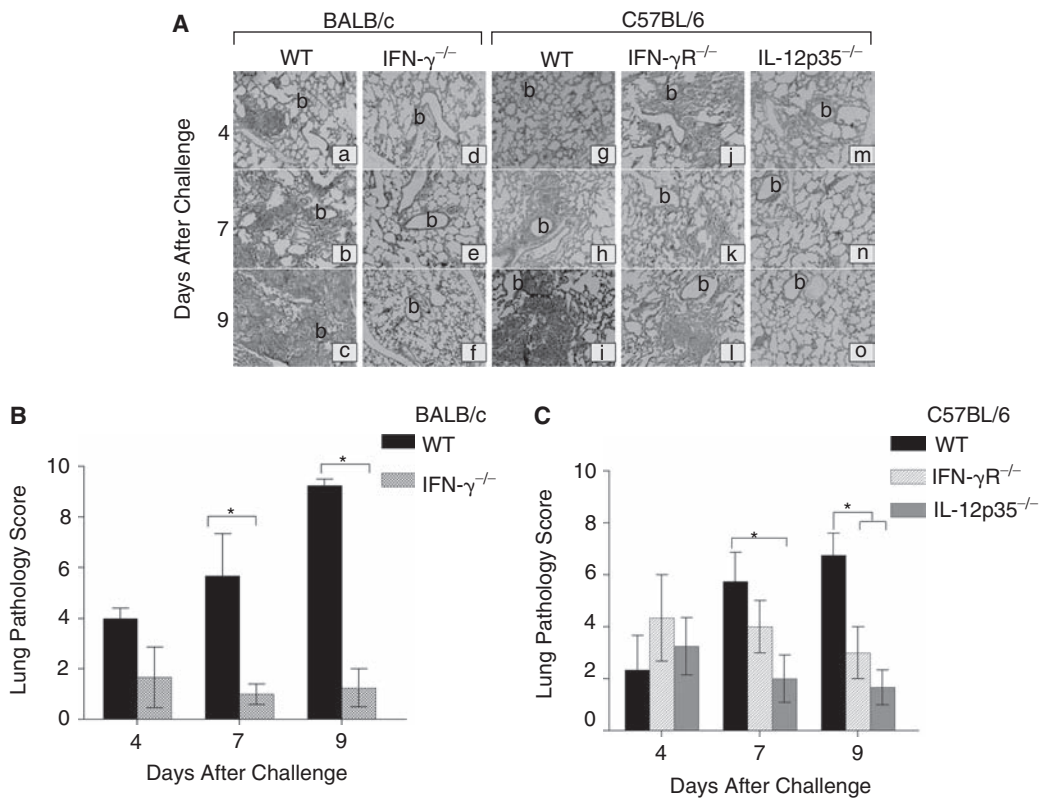 A
BALB/c C57BL/6
WT IFN-γ⁻/⁻ WT IFN-γR⁻/⁻ IL-12p35⁻/⁻
Days After Challenge
4
b b b b b
a d g j m
7
b b b b b
b e h k n
9
b b b b b
c f i l o
B
BALB/c
WT
IFN-γ⁻/⁻
Lung Pathology Score
10
8
6
4
2
0
* *
4 7 9
Days After Challenge
C
C57BL/6
WT
IFN-γR⁻/⁻
IL-12p35⁻/⁻
Lung Pathology Score
10
8
6
4
2
0
* *
4 7 9
Days After Challenge